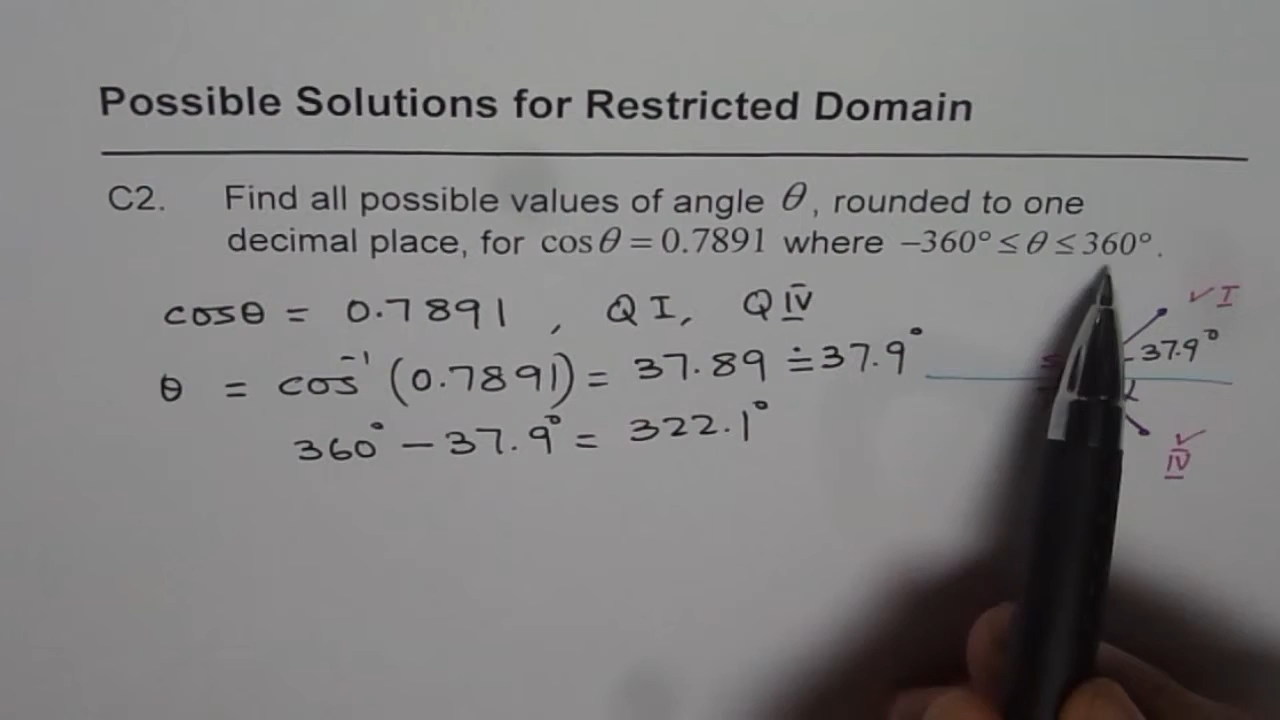 Possible Solutions for Restricted Domain
C2. Find all possible values of angle θ, rounded to one
decimal place, for cos θ = 0.7891 where −360° ≤ θ ≤ 360°.
cosθ = 0.7891 , Q I, Q IV
✓ I
θ = cos⁻¹ (0.7891) = 37.89 ≐ 37.9°
37.9°
360° − 37.9° = 322.1°
✓
IV